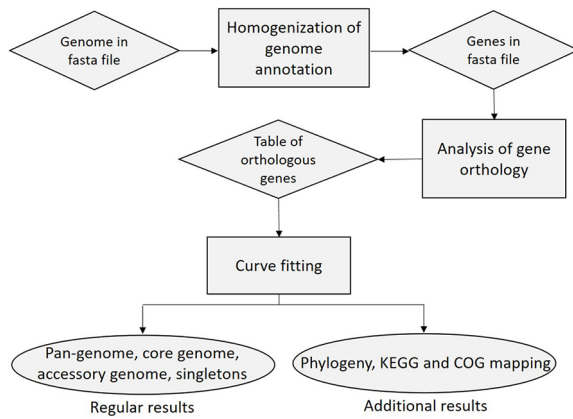 Genome in
fasta file
Homogenization of
genome
annotation
Genes in
fasta file
Table of
orthologous
genes
Analysis of gene
orthology
Curve fitting
Pan-genome, core genome,
accessory genome, singletons
Phylogeny, KEGG and COG mapping
Regular results
Additional results